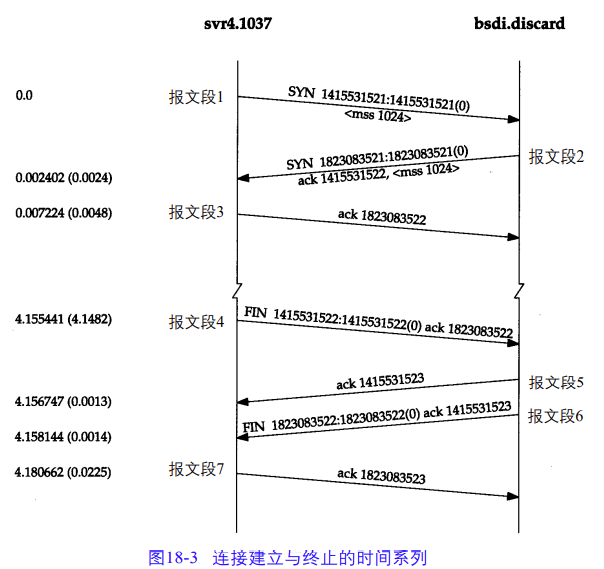 svr4.1037 bsdi.discard
0.0 报文段1 SYN 1415531521:1415531521(0)
<mss 1024>
SYN 1823083521:1823083521(0) 报文段2
0.002402 (0.0024) ack 1415531522, <mss 1024>
0.007224 (0.0048) 报文段3 ack 1823083522
4.155441 (4.1482) 报文段4 FIN 1415531522:1415531522(0) ack 1823083522
ack 1415531523 报文段5
4.156747 (0.0013)
FIN 1823083522:1823083522(0) ack 1415531523 报文段6
4.158144 (0.0014)
4.180662 (0.0225) 报文段7 ack 1823083523
图18-3 连接建立与终止的时间系列